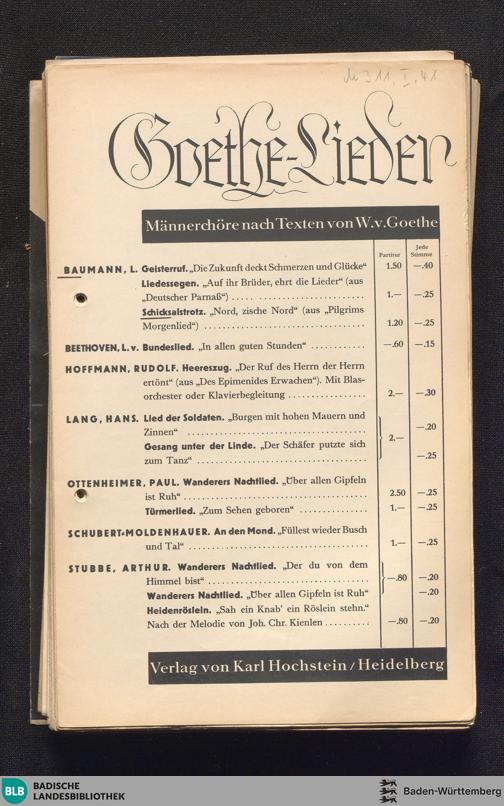 M 311, I, 41
Goethe-Lieder
Männerchöre nach Texten von W. v. Goethe
Partitur Jede Stimme
BAUMANN, L. Geisterruf. „Die Zukunft deckt Schmerzen und Glücke“ 1.50 —.40
Liedessegen. „Auf ihr Brüder, ehrt die Lieder“ (aus
„Deutscher Parnaß“) . . . . . . . . . . . . . . . . . . . 1.— —.25
Schicksalstrotz. „Nord, zische Nord“ (aus „Pilgrims
Morgenlied“) . . . . . . . . . . . . . . . . . . . . . . . 1.20 —.25
BEETHOVEN, L. v. Bundeslied. „In allen guten Stunden“ . . . . . . . . . . . —.60 —.15
HOFFMANN, RUDOLF. Heereszug. „Der Ruf des Herrn der Herrn
ertönt“ (aus „Des Epimenides Erwachen“). Mit Blas-
orchester oder Klavierbegleitung . . . . . . . . . . . . . . . 2.— —.30
LANG, HANS. Lied der Soldaten. „Burgen mit hohen Mauern und
Zinnen“ . . . . . . . . . . . . . . . . . . . . . . . . . —.20
Gesang unter der Linde. „Der Schäfer putzte sich 2.—
zum Tanz“ . . . . . . . . . . . . . . . . . . . . . . . . —.25
OTTENHEIMER, PAUL. Wanderers Nachtlied. „Über allen Gipfeln
ist Ruh“ . . . . . . . . . . . . . . . . . . . . . . . . . 2.50 —.25
Türmerlied. „Zum Sehen geboren“ . . . . . . . . . . . . . 1.— —.25
SCHUBERT-MOLDENHAUER. An den Mond. „Füllest wieder Busch
und Tal“ . . . . . . . . . . . . . . . . . . . . . . . . . 1.— —.25
STUBBE, ARTHUR. Wanderers Nachtlied. „Der du von dem
Himmel bist“ . . . . . . . . . . . . . . . . . . . . . . . —.80 —.20
Wanderers Nachtlied. „Über allen Gipfeln ist Ruh“ —.20
Heidenröslein. „Sah ein Knab' ein Röslein stehn.“
Nach der Melodie von Joh. Chr. Kienlen . . . . . . . . . . —.80 —.20
Verlag von Karl Hochstein / Heidelberg
BLB BADISCHE
LANDESBIBLIOTHEK
Baden-Württemberg